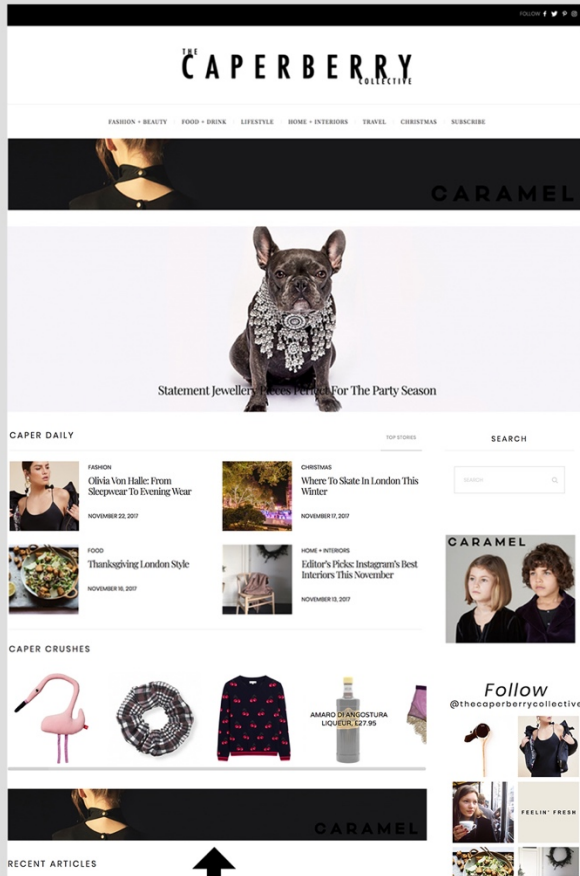 FOLLOW
THE
CAPERBERRY
COLLECTIVE
FASHION + BEAUTY FOOD + DRINK LIFESTYLE HOME + INTERIORS TRAVEL CHRISTMAS SUBSCRIBE
CARAMEL
Statement Jewellery Pieces Perfect For The Party Season
CAPER DAILY
TOP STORIES
FASHION
Olivia Von Halle: From
Sleepwear To Evening Wear
NOVEMBER 22, 2017
CHRISTMAS
Where To Skate In London This
Winter
NOVEMBER 17, 2017
FOOD
Thanksgiving London Style
NOVEMBER 16, 2017
HOME + INTERIORS
Editor's Picks: Instagram's Best
Interiors This November
NOVEMBER 13, 2017
CAPER CRUSHES
AMARO DI ANGOSTURA
LIQUEUR, £27.95
CARAMEL
RECENT ARTICLES
SEARCH
SEARCH
CARAMEL
Follow
@thecaperberrycollective
FEELIN' FRESH